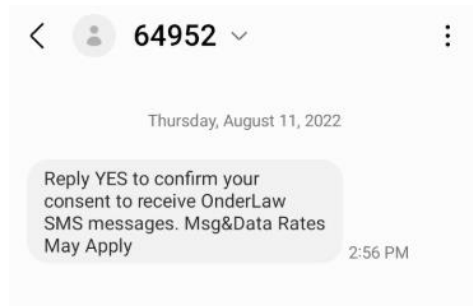 64952
Thursday, August 11, 2022
Reply YES to confirm your
consent to receive OnderLaw
SMS messages. Msg&Data Rates
May Apply
2:56 PM